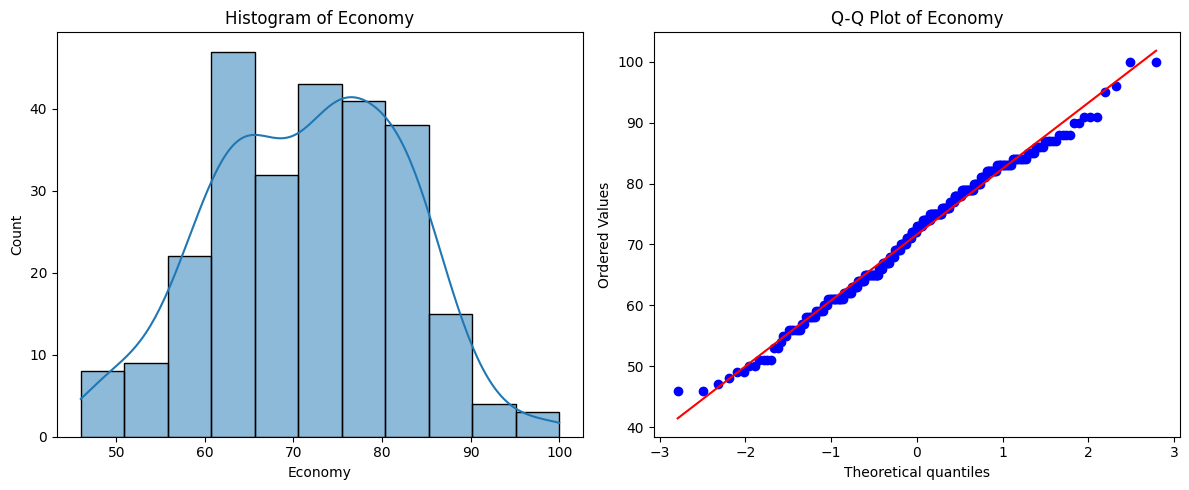 Histogram of Economy
Count
40
30
20
10
0
50 60 70 80 90 100
Economy
Q-Q Plot of Economy
Ordered Values
100
90
80
70
60
50
40
−3 −2 −1 0 1 2 3
Theoretical quantiles